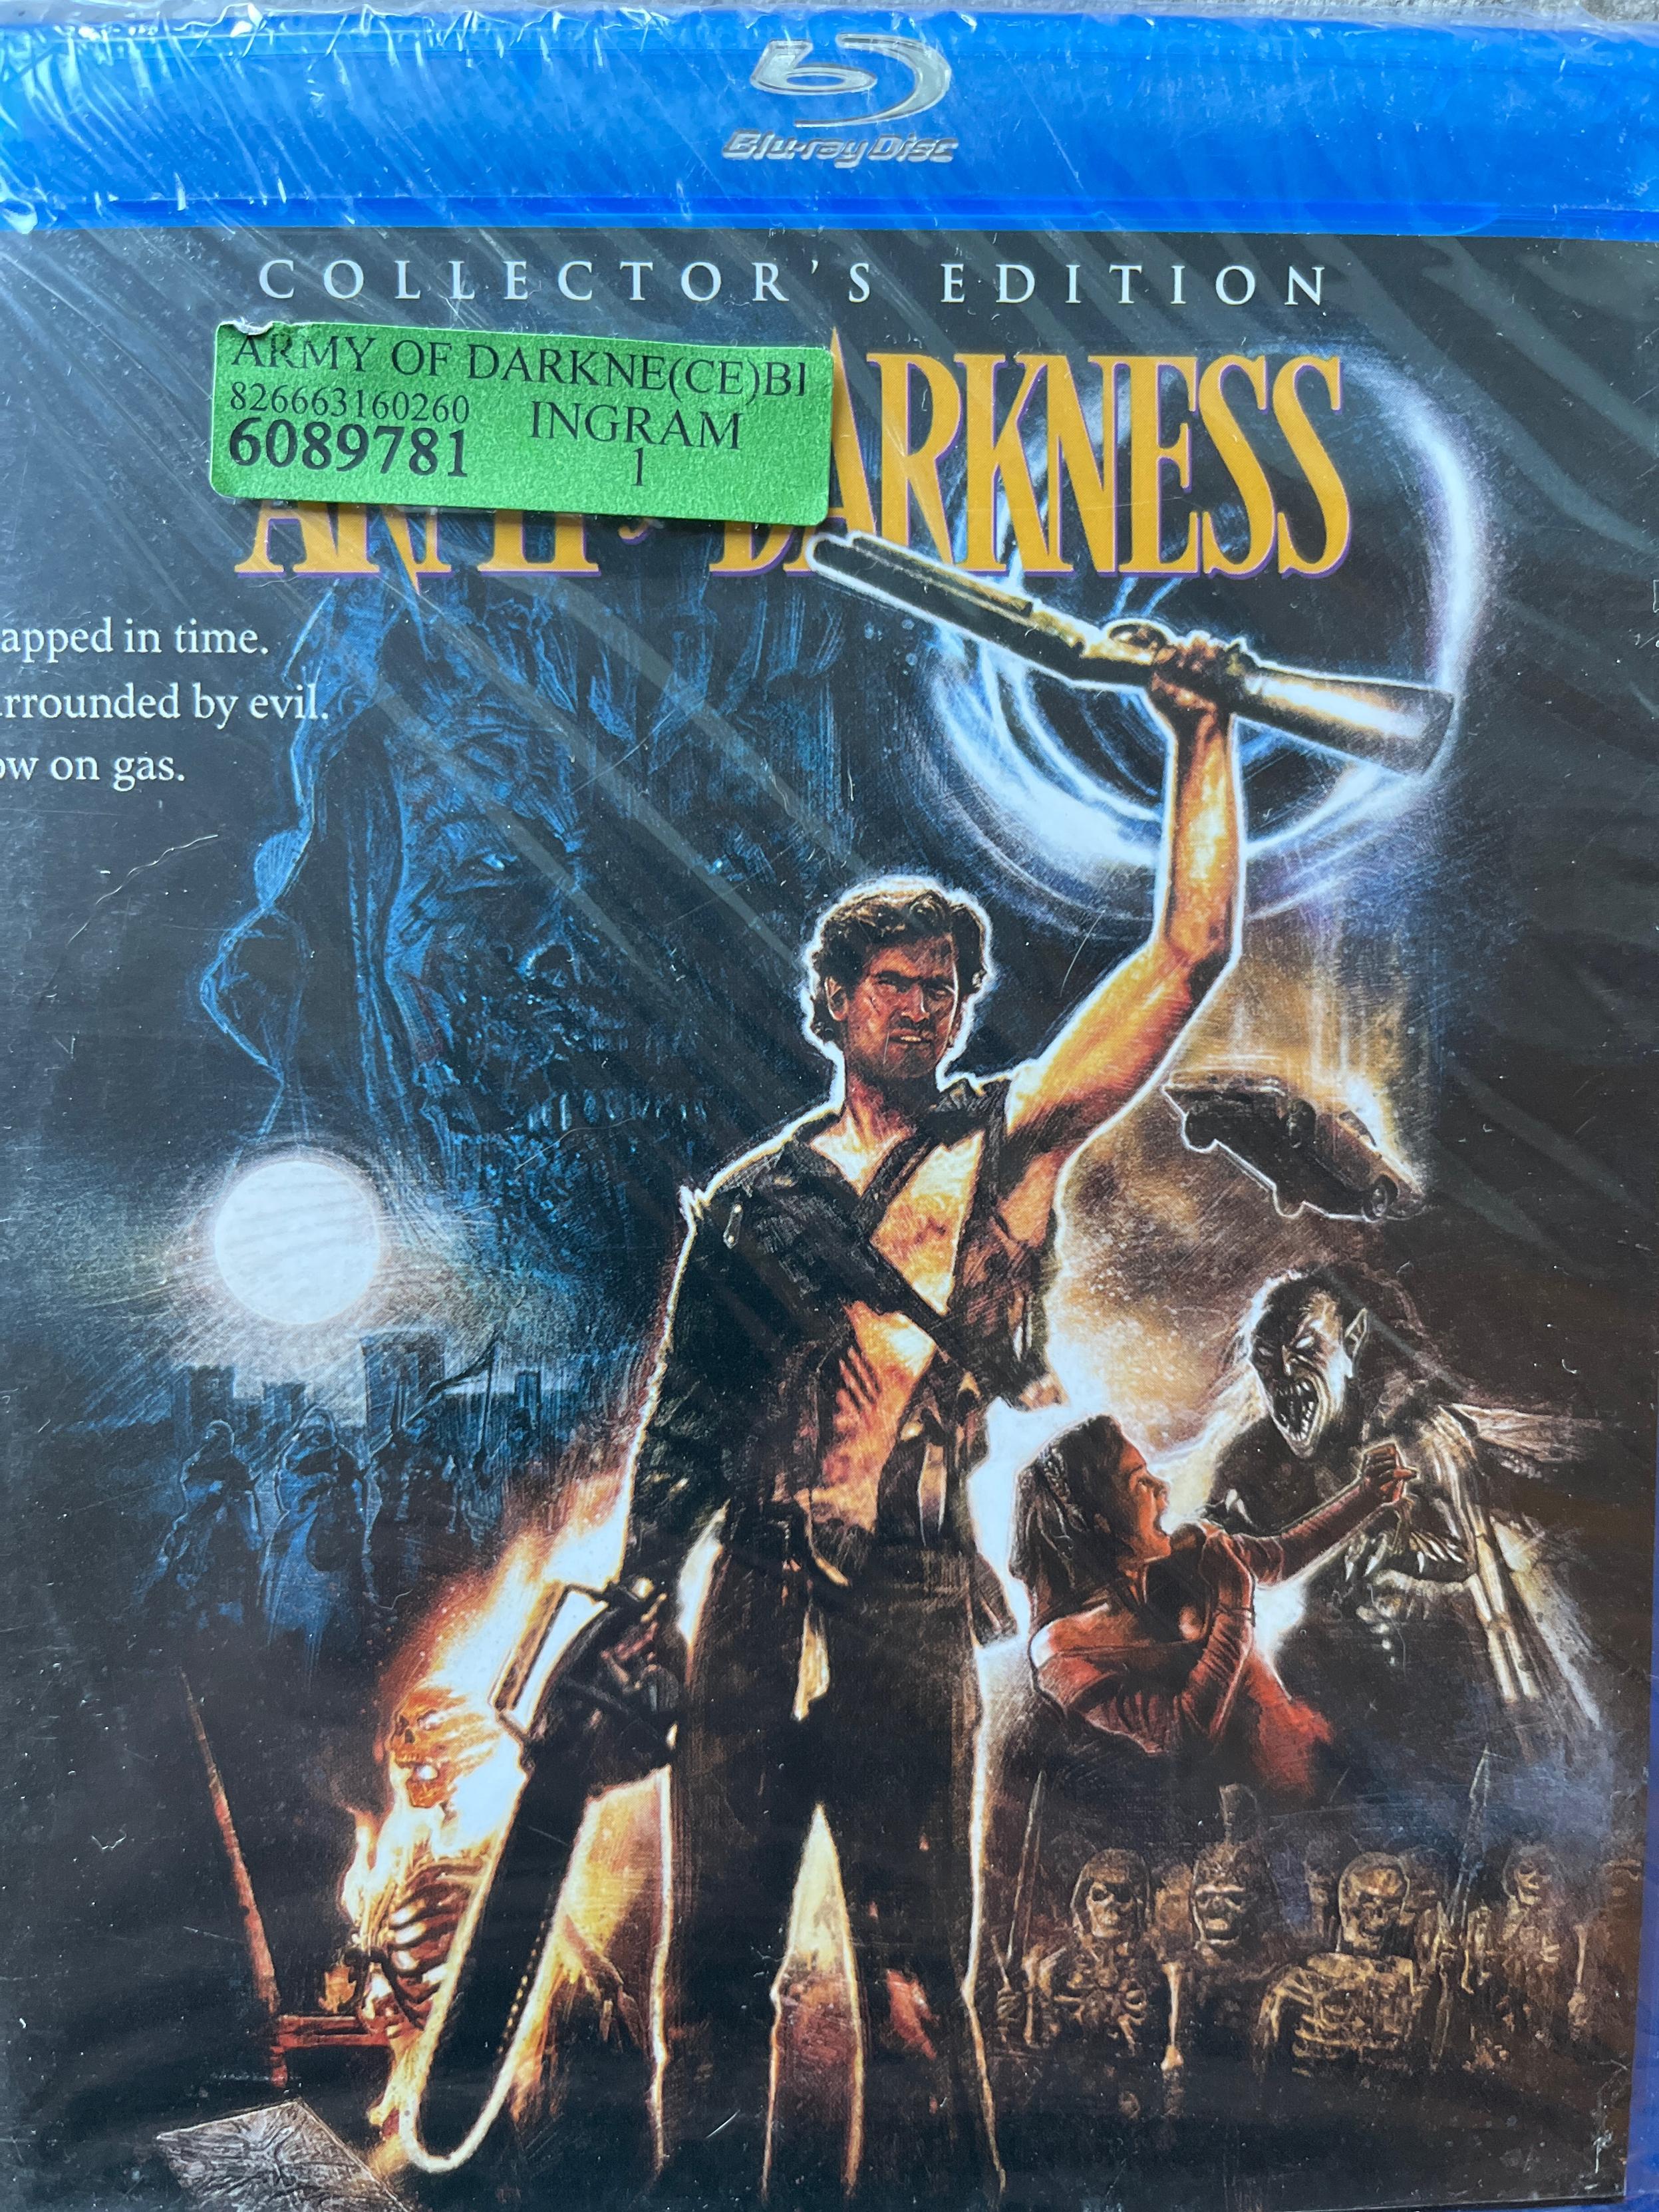 Blu-ray Disc
COLLECTOR'S EDITION
ARMY OF DARKNE(CE)BI
826663160260
INGRAM
6089781
1
DARKNESS
apped in time.
rrounded by evil.
ow on gas.